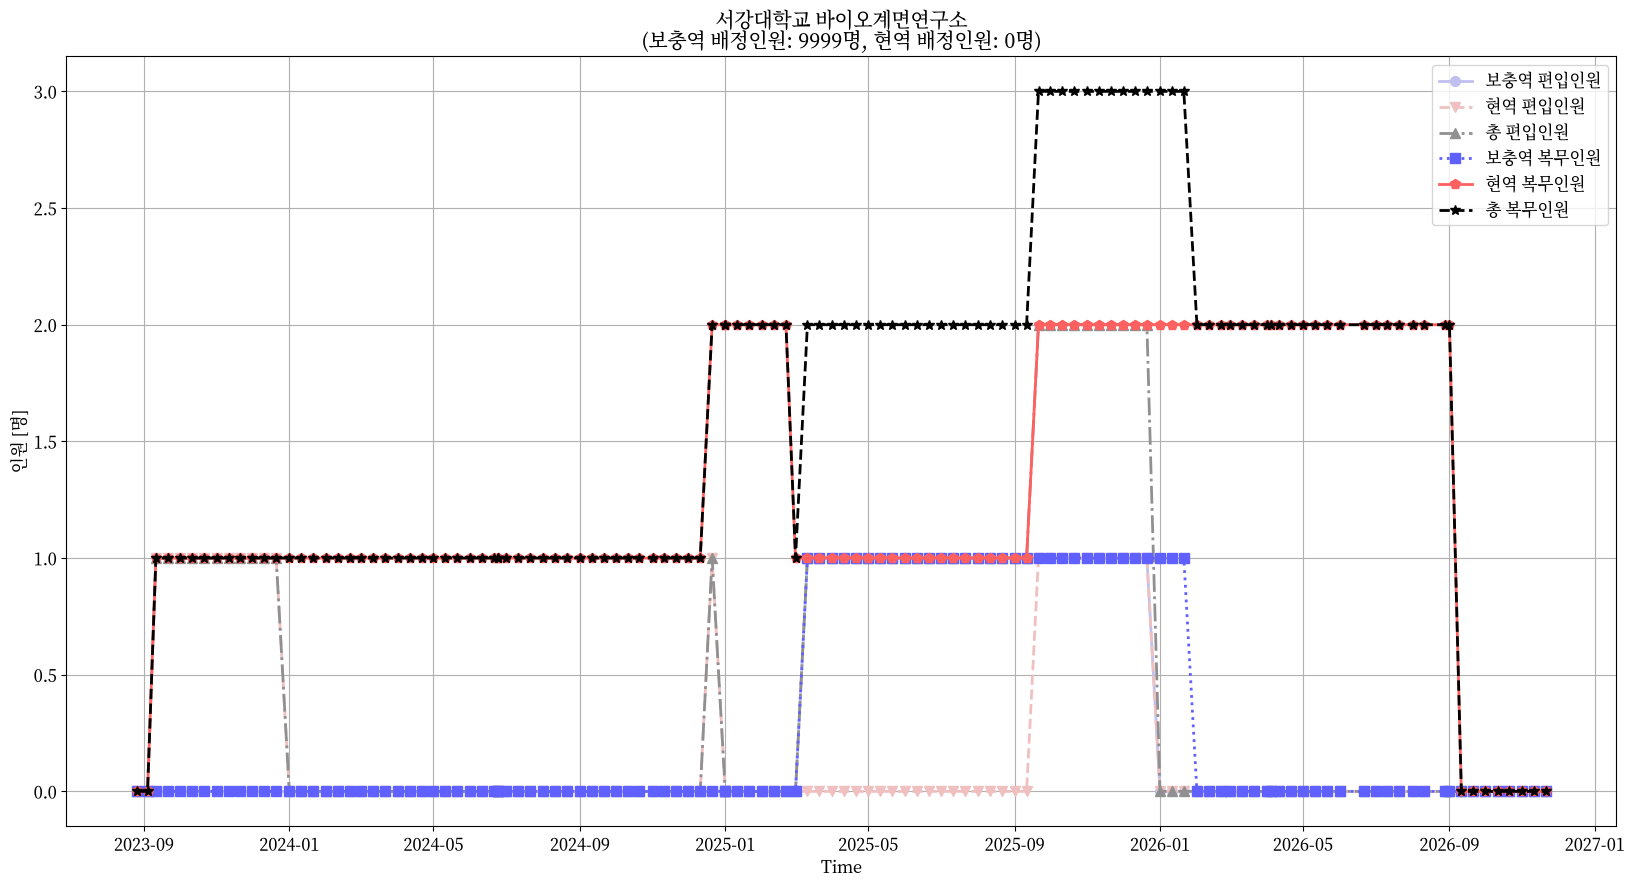 서강대학교 바이오계면연구소
(보충역 배정인원: 9999명, 현역 배정인원: 0명)
인원 [명]
3.0
2.5
2.0
1.5
1.0
0.5
0.0
보충역 편입인원
현역 편입인원
총 편입인원
보충역 복무인원
현역 복무인원
총 복무인원
2023-09 2024-01 2024-05 2024-09 2025-01 2025-05 2025-09 2026-01 2026-05 2026-09 2027-01
Time